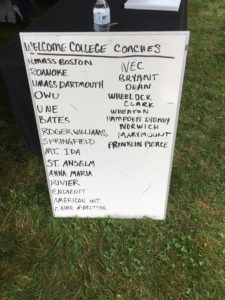 WELCOME COLLEGE COACHES
UMASS BOSTON
ROANOKE
UMASS DARTMOUTH
OWU
UNE
BATES
ROGER WILLIAMS
SPRINGFIELD
MT. IDA
ST. ANSELM
ANNA MARIA
RIVIER
ENDICOTT
AMERICAN INT.
MARITIME
NEC
BRYANT
DEAN
WHEELOCK
CLARK
WHEATON
HAMPDEN SYDNEY
NORWICH
MARYMOUNT
FRANKLIN PIERCE